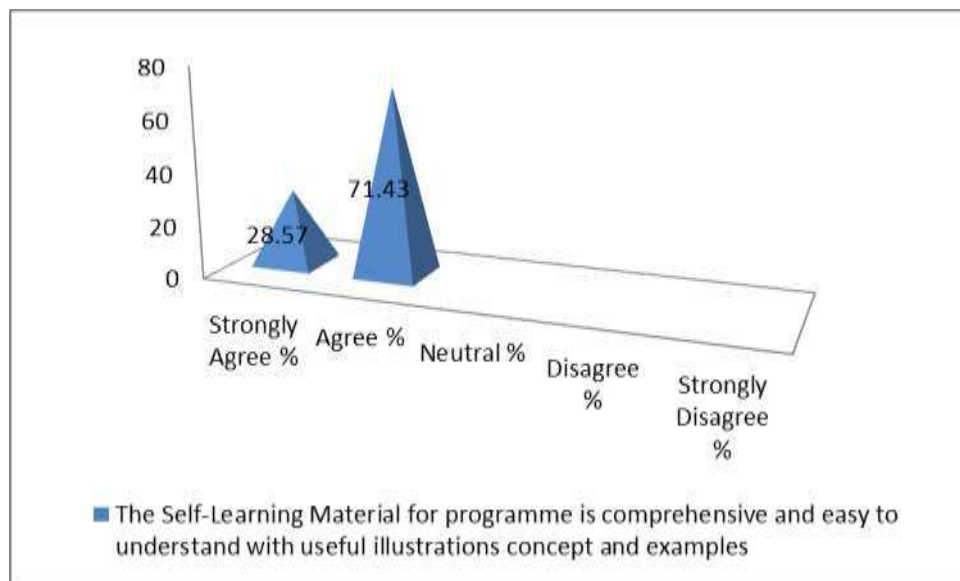 80
60
40
20
0
28.57
71.43
Strongly
Agree %
Agree %
Neutral %
Disagree
%
Strongly
Disagree
%
The Self-Learning Material for programme is comprehensive and easy to
understand with useful illustrations concept and examples